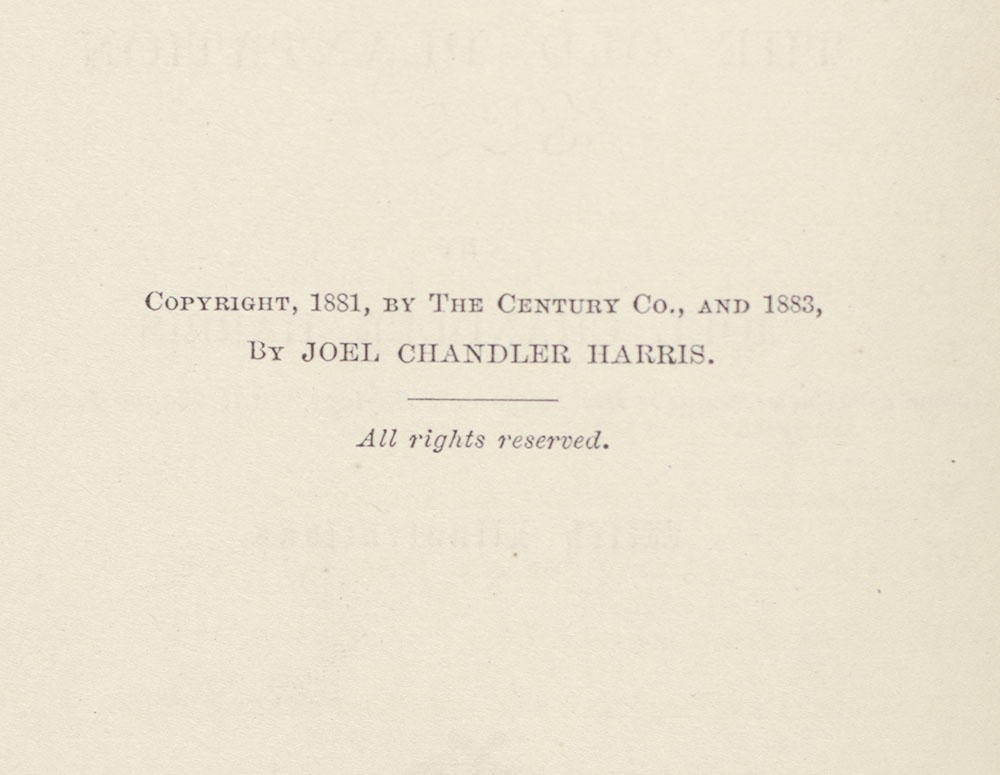 Copyright, 1881, by The Century Co., and 1883,
By JOEL CHANDLER HARRIS.
All rights reserved.